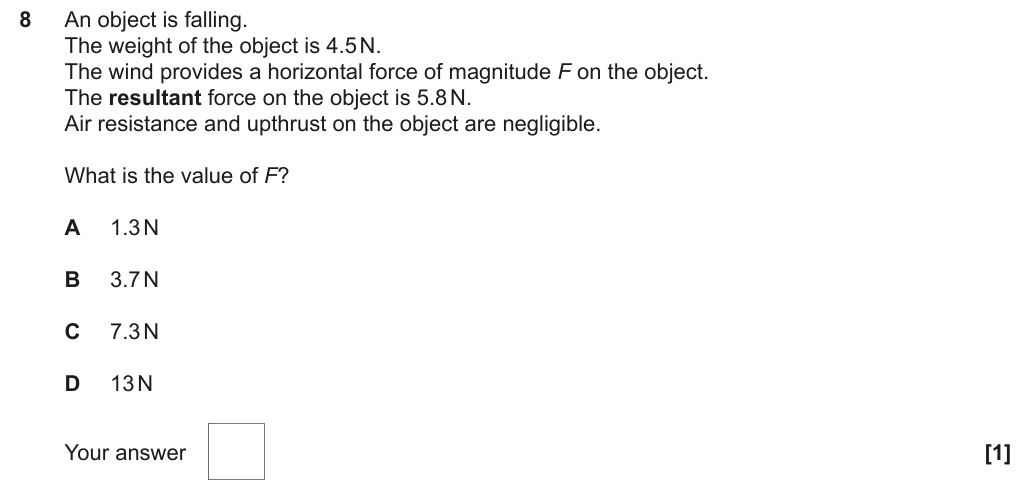 8 An object is falling.
The weight of the object is 4.5 N.
The wind provides a horizontal force of magnitude F on the object.
The resultant force on the object is 5.8 N.
Air resistance and upthrust on the object are negligible.
What is the value of F?
A 1.3 N
B 3.7 N
C 7.3 N
D 13 N
Your answer [1]